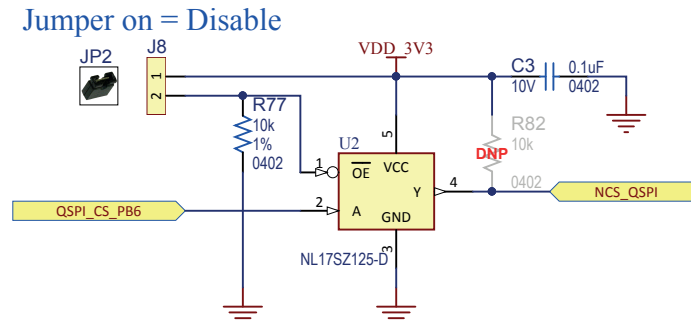 Jumper on = Disable
JP2
J8
1
2
VDD_3V3
C3
10V
0.1uF
0402
R77
10k
1%
0402
R82
10k
DNP
0402
U2
5
1
OE
VCC
2
A
Y
4
GND
3
NL17SZ125-D
QSPI_CS_PB6
NCS_QSPI